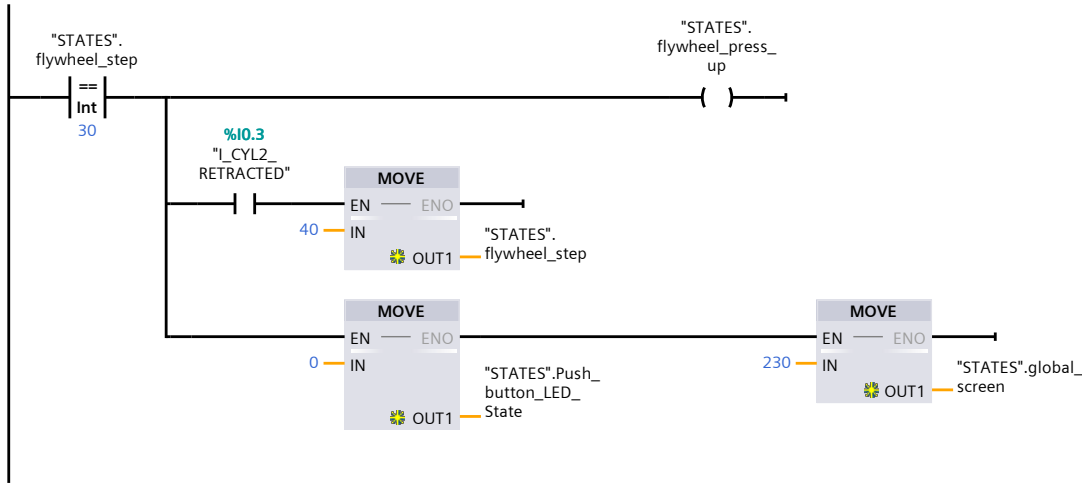 "STATES".
flywheel_step
==
Int
30
"STATES".
flywheel_press_
up
%I0.3
"I_CYL2_
RETRACTED"
MOVE
EN ENO
40 IN
OUT1
"STATES".
flywheel_step
MOVE
EN ENO
0 IN
OUT1
"STATES".Push_
button_LED_
State
MOVE
EN ENO
230 IN
OUT1
"STATES".global_
screen